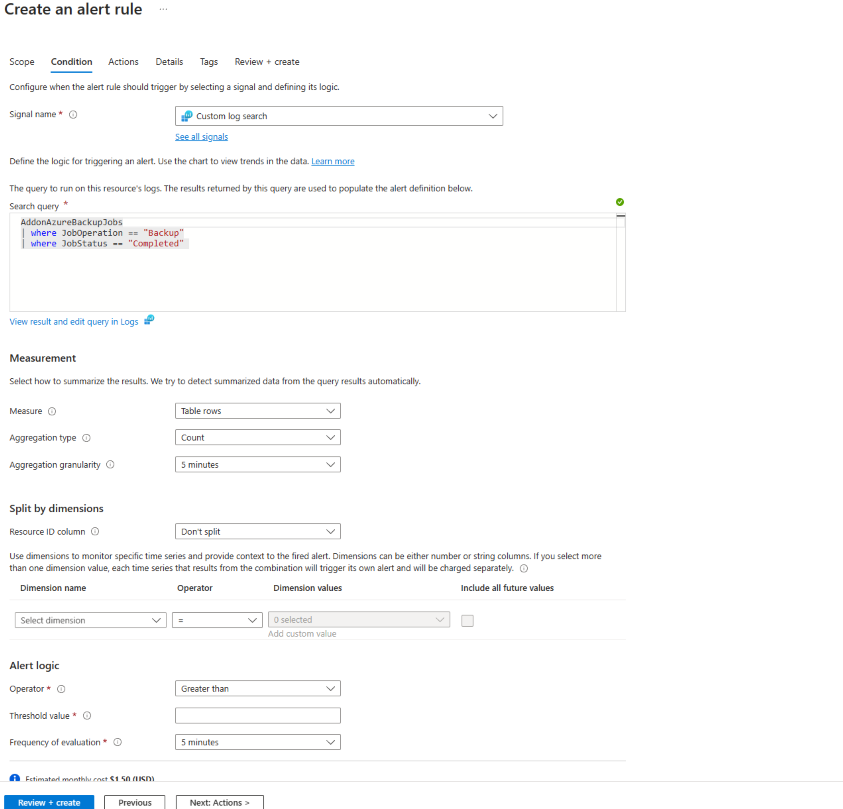 Create an alert rule ...
Scope Condition Actions Details Tags Review + create
Configure when the alert rule should trigger by selecting a signal and defining its logic.
Signal name * Custom log search
See all signals
Define the logic for triggering an alert. Use the chart to view trends in the data. Learn more
The query to run on this resource's logs. The results returned by this query are used to populate the alert definition below.
Search query *
AddonAzureBackupJobs
| where JobOperation == "Backup"
| where JobStatus == "Completed"
View result and edit query in Logs
Measurement
Select how to summarize the results. We try to detect summarized data from the query results automatically.
Measure Table rows
Aggregation type Count
Aggregation granularity 5 minutes
Split by dimensions
Resource ID column Don't split
Use dimensions to monitor specific time series and provide context to the fired alert. Dimensions can be either number or string columns. If you select more
than one dimension value, each time series that results from the combination will trigger its own alert and will be charged separately.
Dimension name Operator Dimension values Include all future values
Select dimension = 0 selected
Add custom value
Alert logic
Operator * Greater than
Threshold value *
Frequency of evaluation * 5 minutes
Estimated monthly cost $1.50 (USD)
Review + create Previous Next: Actions >